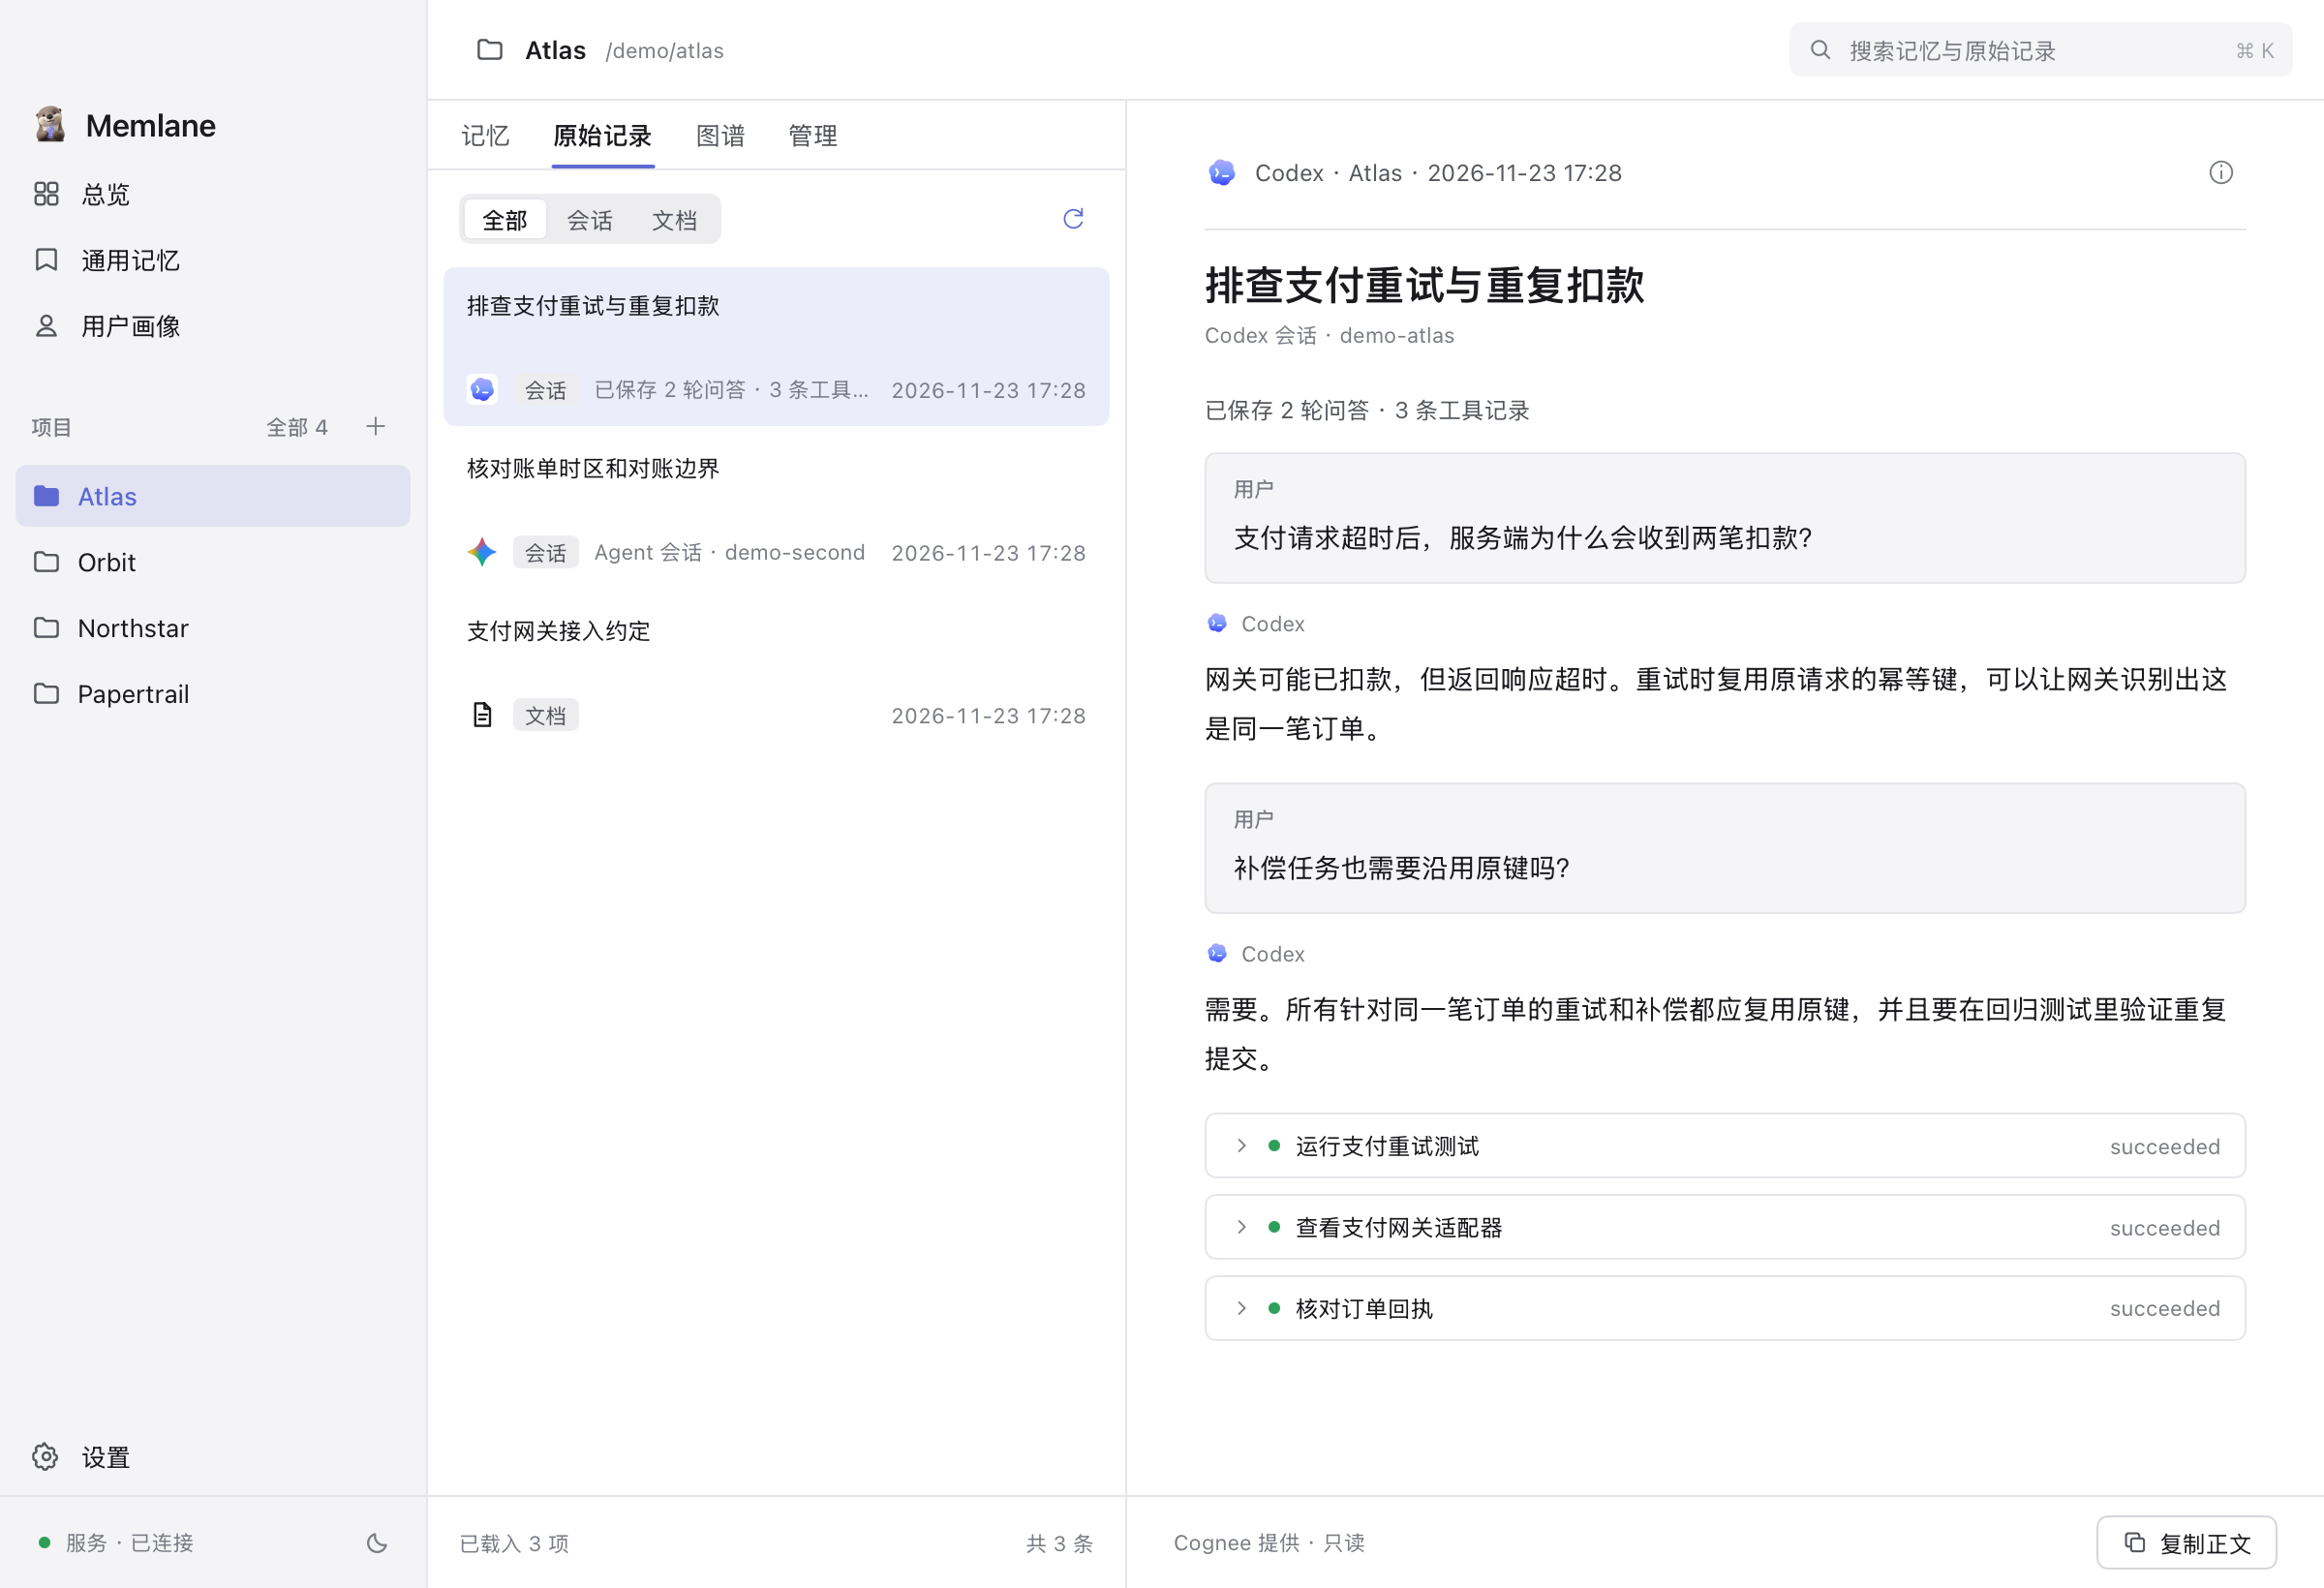 Memlane
总览
通用记忆
用户画像
项目 全部 4
Atlas
Orbit
Northstar
Papertrail
设置
服务 · 已连接
Atlas /demo/atlas
搜索记忆与原始记录 ⌘ K
记忆 原始记录 图谱 管理
全部 会话 文档
排查支付重试与重复扣款
会话 已保存 2 轮问答 · 3 条工具... 2026-11-23 17:28
核对账单时区和对账边界
会话 Agent 会话 · demo-second 2026-11-23 17:28
支付网关接入约定
文档 2026-11-23 17:28
已载入 3 项 共 3 条
Codex · Atlas · 2026-11-23 17:28
排查支付重试与重复扣款
Codex 会话 · demo-atlas
已保存 2 轮问答 · 3 条工具记录
用户
支付请求超时后，服务端为什么会收到两笔扣款？
Codex
网关可能已扣款，但返回响应超时。重试时复用原请求的幂等键，可以让网关识别出这
是同一笔订单。
用户
补偿任务也需要沿用原键吗？
Codex
需要。所有针对同一笔订单的重试和补偿都应复用原键，并且要在回归测试里验证重复
提交。
运行支付重试测试 succeeded
查看支付网关适配器 succeeded
核对订单回执 succeeded
Cognee 提供 · 只读
复制正文